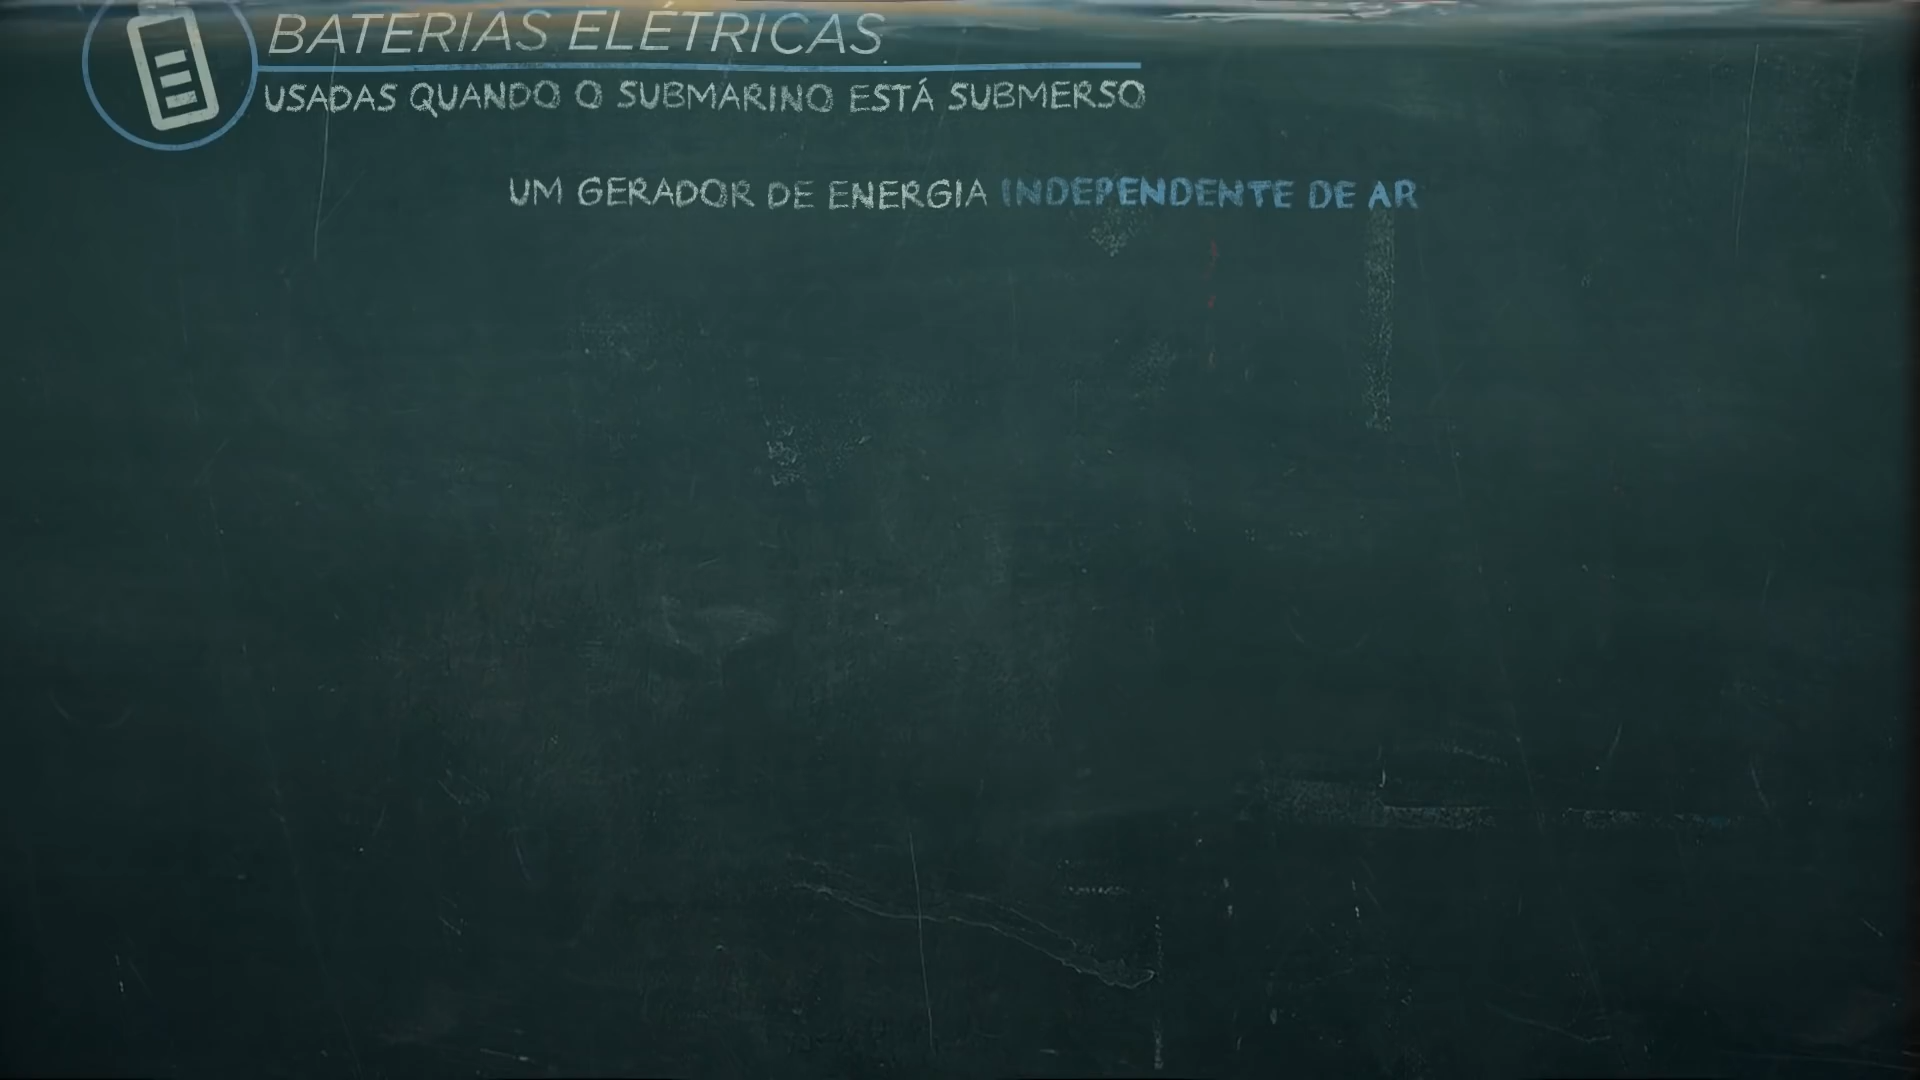 BATERIAS ELÉTRICAS
USADAS QUANDO O SUBMARINO ESTÁ SUBMERSO
UM GERADOR DE ENERGIA INDEPENDENTE DE AR